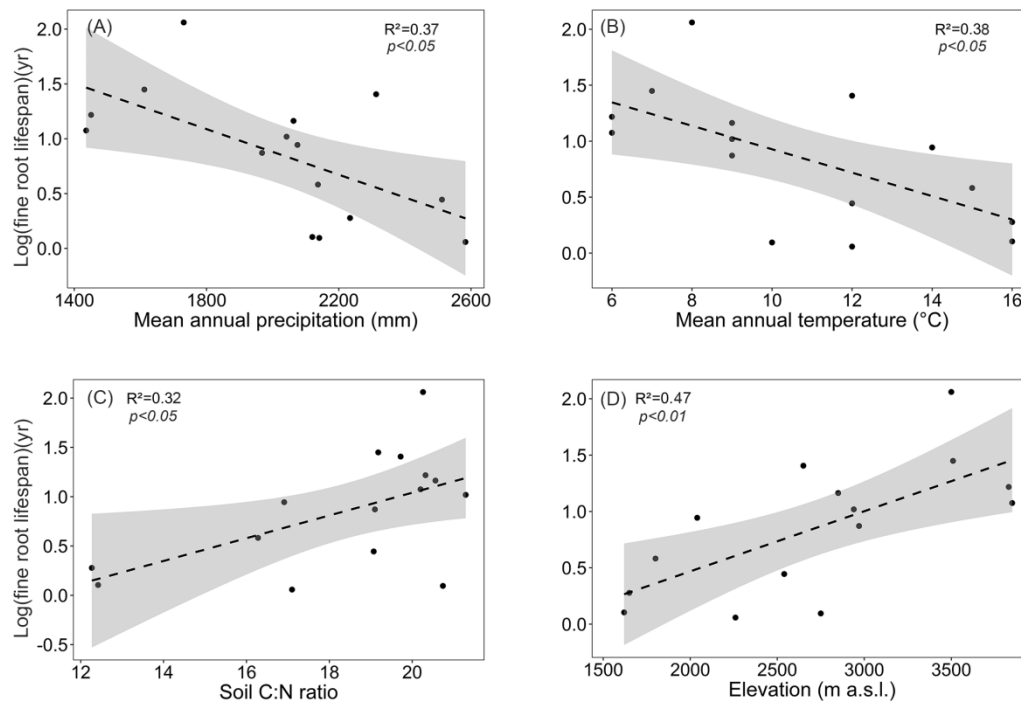 (A)
R²=0.37
p<0.05
Log(fine root lifespan)(yr)
2.0
1.5
1.0
0.5
0.0
1400 1800 2200 2600
Mean annual precipitation (mm)
(B)
R²=0.38
p<0.05
2.0
1.5
1.0
0.5
0.0
6 8 10 12 14 16
Mean annual temperature (°C)
(C)
R²=0.32
p<0.05
Log(fine root lifespan)(yr)
2.0
1.5
1.0
0.5
0.0
-0.5
12 14 16 18 20
Soil C:N ratio
(D)
R²=0.47
p<0.01
2.0
1.5
1.0
0.5
0.0
1500 2000 2500 3000 3500
Elevation (m a.s.l.)